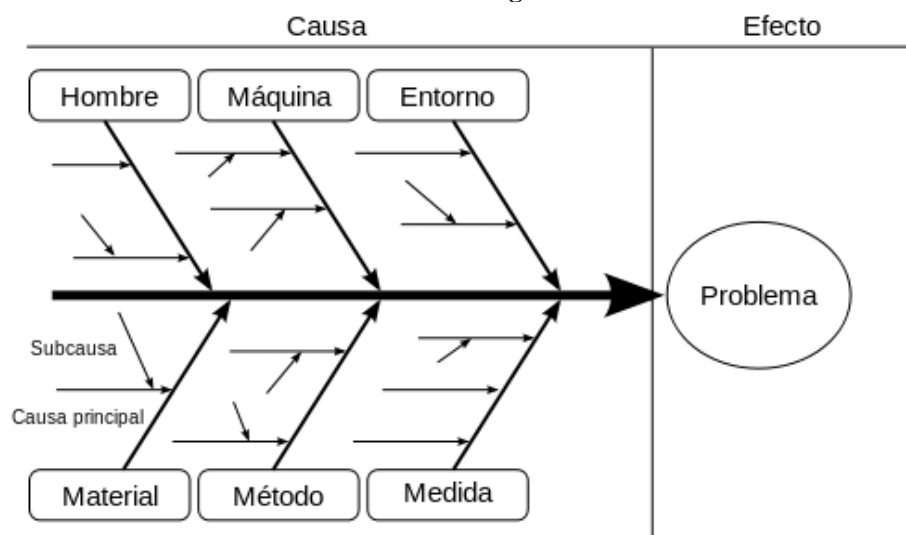 Causa
Efecto
Hombre
Máquina
Entorno
Problema
Subcausa
Causa principal
Material
Método
Medida